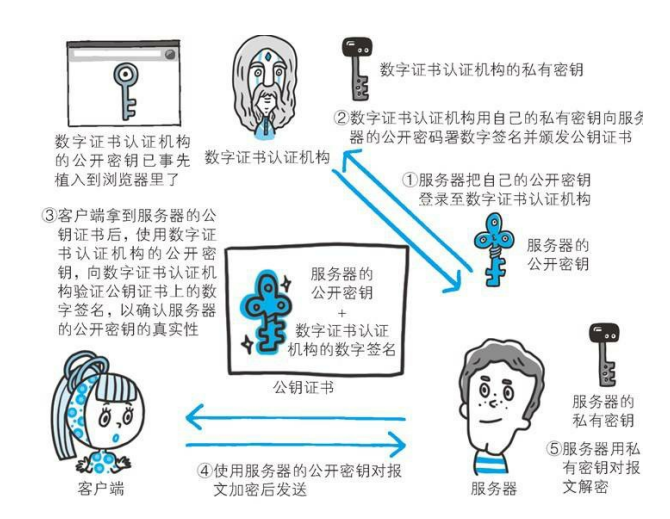 数字证书认证机构
的公开密钥已事先
植入到浏览器里了
数字证书认证机构
数字证书认证机构的私有密钥
②数字证书认证机构用自己的私有密钥向服务
器的公开密码署数字签名并颁发公钥证书
①服务器把自己的公开密钥
登录至数字证书认证机构
服务器的
公开密钥
③客户端拿到服务器的公
钥证书后，使用数字证
书认证机构的公开密
钥，向数字证书认证机
构验证公钥证书上的数
字签名，以确认服务器
的公开密钥的真实性
服务器的
公开密钥
+
数字证书认证
机构的数字签名
公钥证书
客户端
④使用服务器的公开密钥对报
文加密后发送
服务器
服务器的
私有密钥
⑤服务器用私
有密钥对报
文解密